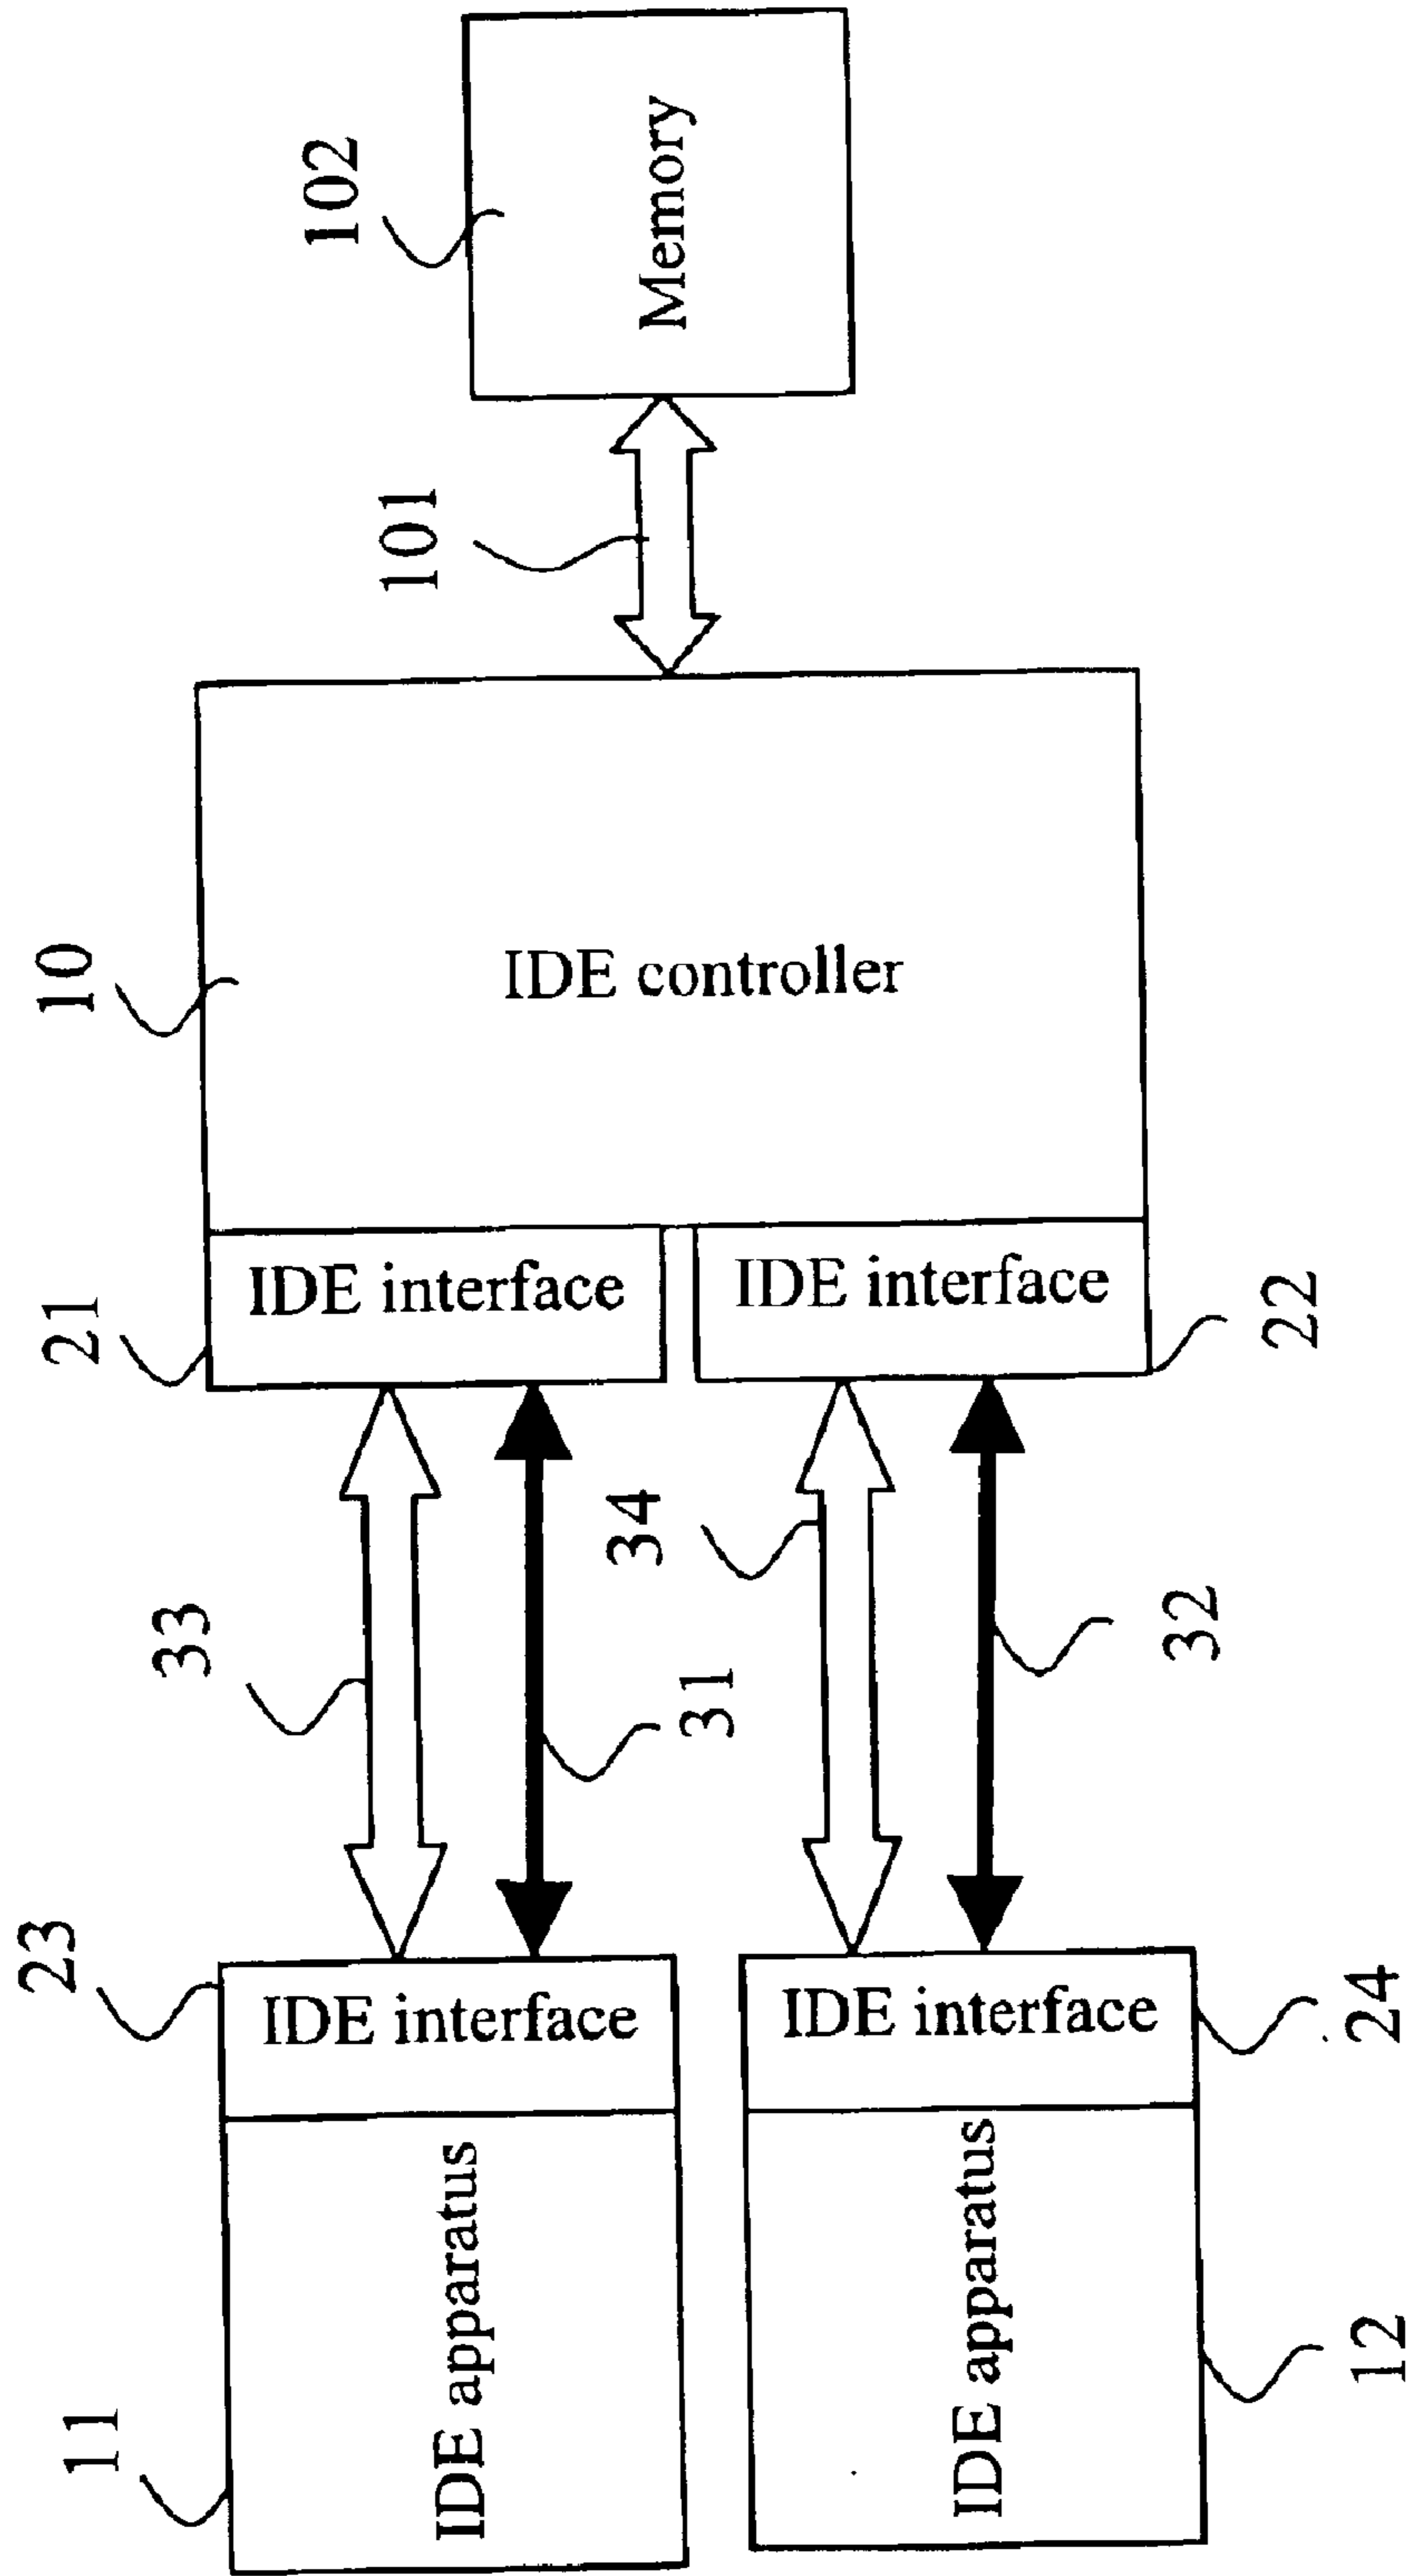 102
Memory
101
10
IDE controller
21
IDE interface
IDE interface
22
33
34
31
32
23
IDE interface
IDE interface
24
11
IDE apparatus
IDE apparatus
12